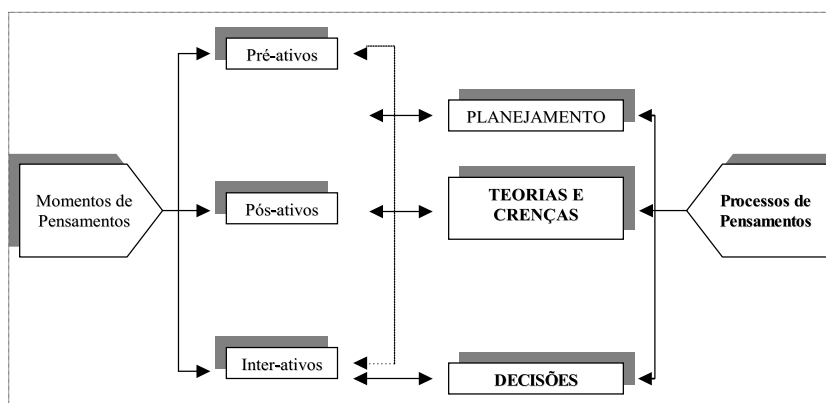 Pré-ativos
PLANEJAMENTO
Momentos de
Pensamentos
Pós-ativos
TEORIAS E
CRENÇAS
Processos de
Pensamentos
Inter-ativos
DECISÕES